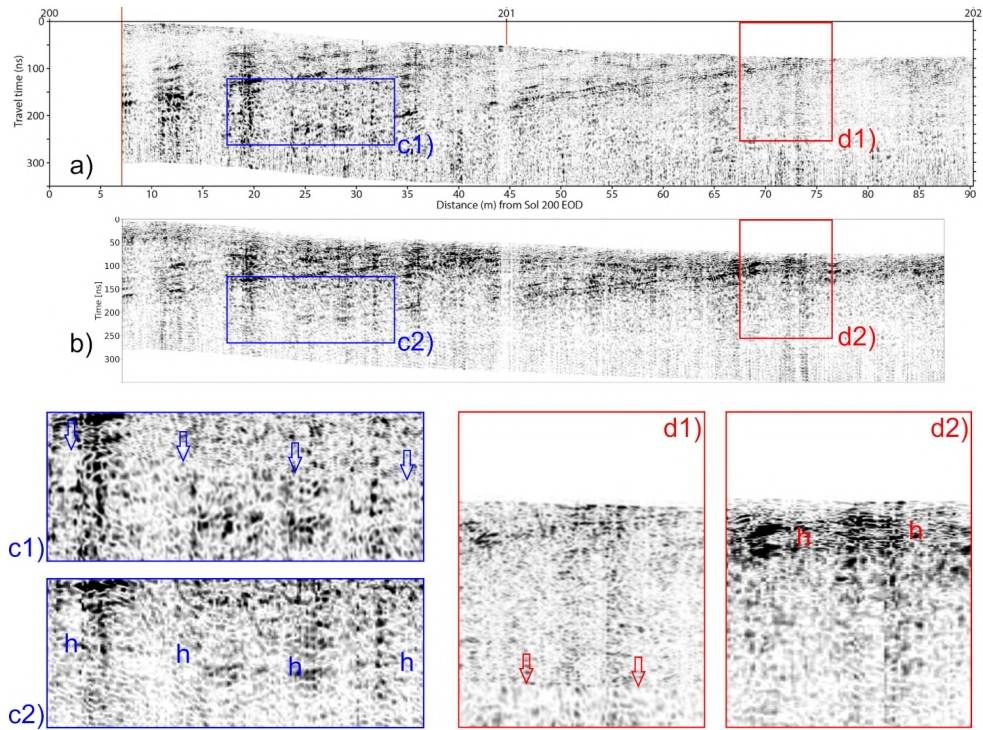 200 201 202
0
100
200
300
Travel time (ns)
a)
c1)
d1)
0 5 10 15 20 25 30 35 40 45 50 55 60 65 70 75 80 85 90
Distance (m) from Sol 200 EOD
0
50
100
150
200
250
300
Time [ns]
b)
c2)
d2)
c1)
h h h h
c2)
d1)
d2)
h h